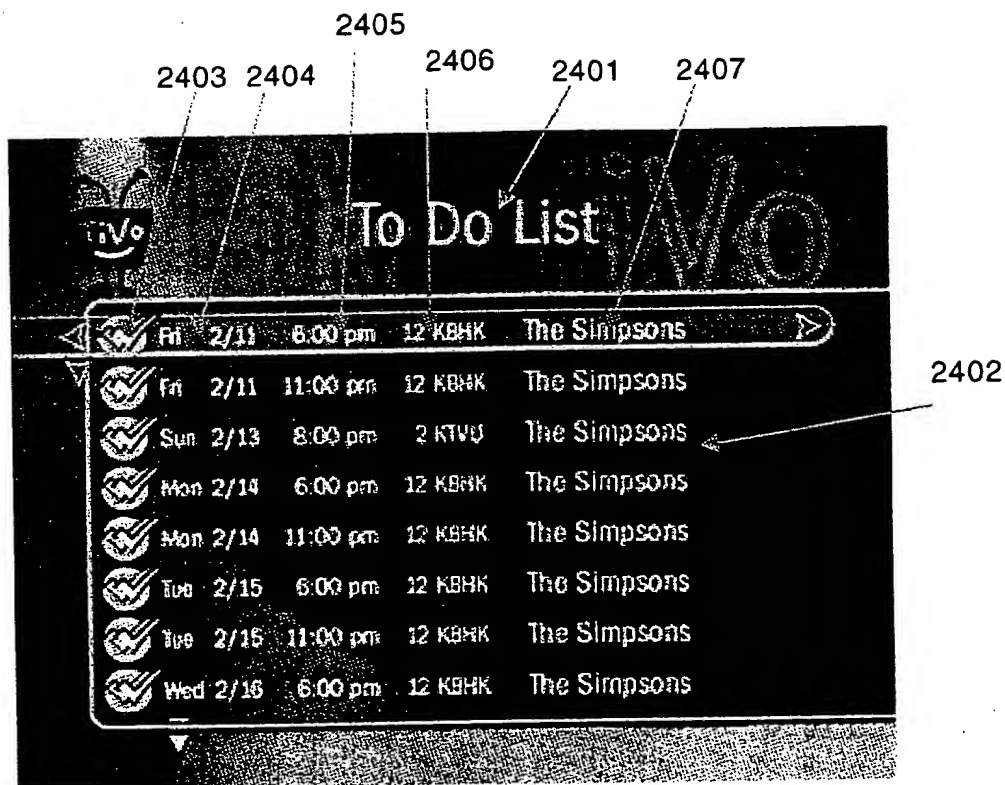 2405
2403 2404 2406 2401 2407
TiVo
To Do List
iVo
Fri 2/11 6:00 pm 12 KBHK The Simpsons
Fri 2/11 11:00 pm 12 KBHK The Simpsons
2402
Sun 2/13 8:00 pm 2 KTVU The Simpsons
Mon 2/14 6:00 pm 12 KBHK The Simpsons
Mon 2/14 11:00 pm 12 KBHK The Simpsons
Tue 2/15 6:00 pm 12 KBHK The Simpsons
Tue 2/15 11:00 pm 12 KBHK The Simpsons
Wed 2/16 6:00 pm 12 KBHK The Simpsons